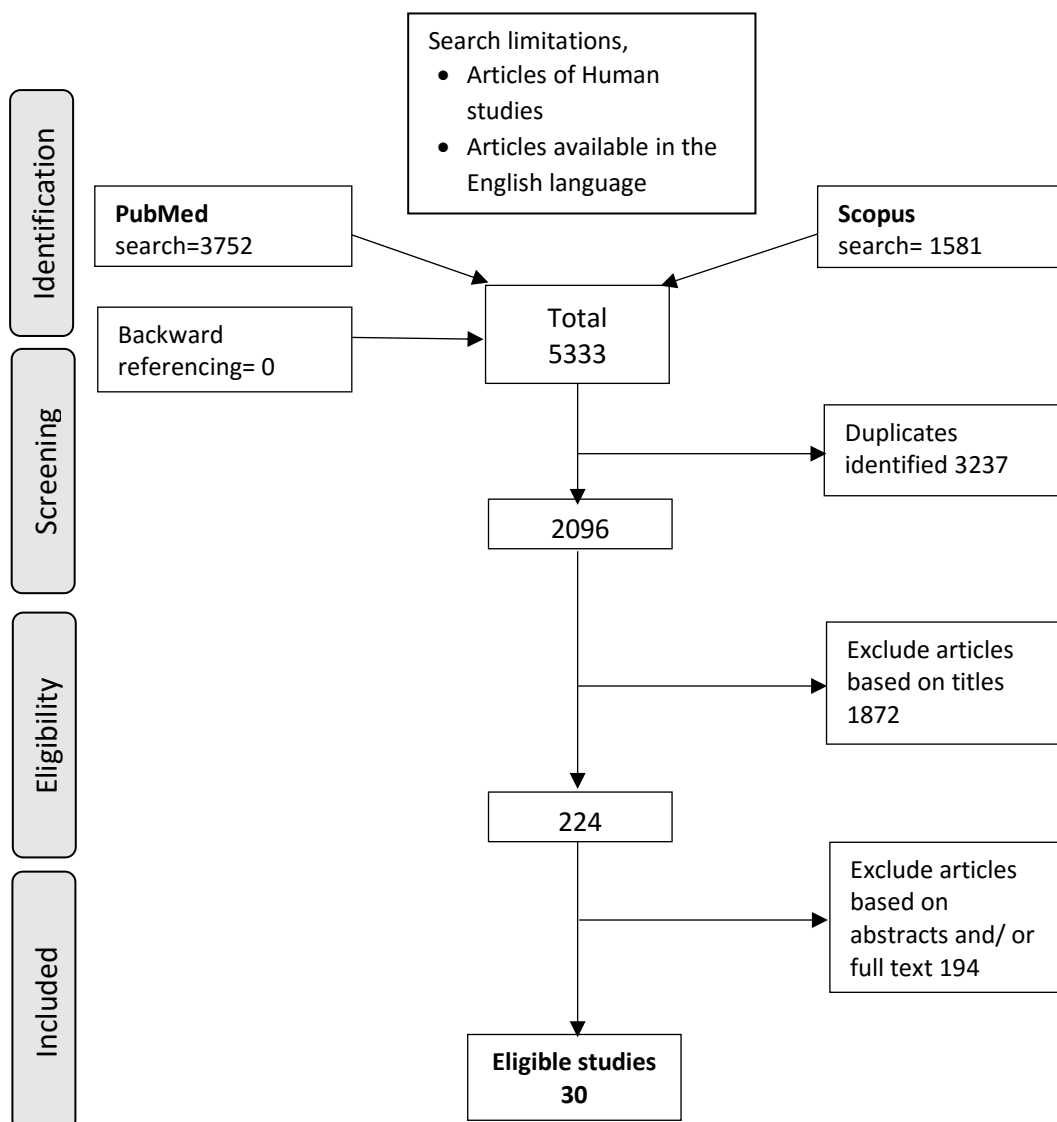 Search limitations,
• Articles of Human
studies
• Articles available in the
English language
Identification
PubMed
search=3752
Scopus
search= 1581
Total
5333
Backward
referencing= 0
Screening
Duplicates
identified 3237
2096
Eligibility
Exclude articles
based on titles
1872
224
Included
Exclude articles
based on
abstracts and/ or
full text 194
Eligible studies
30